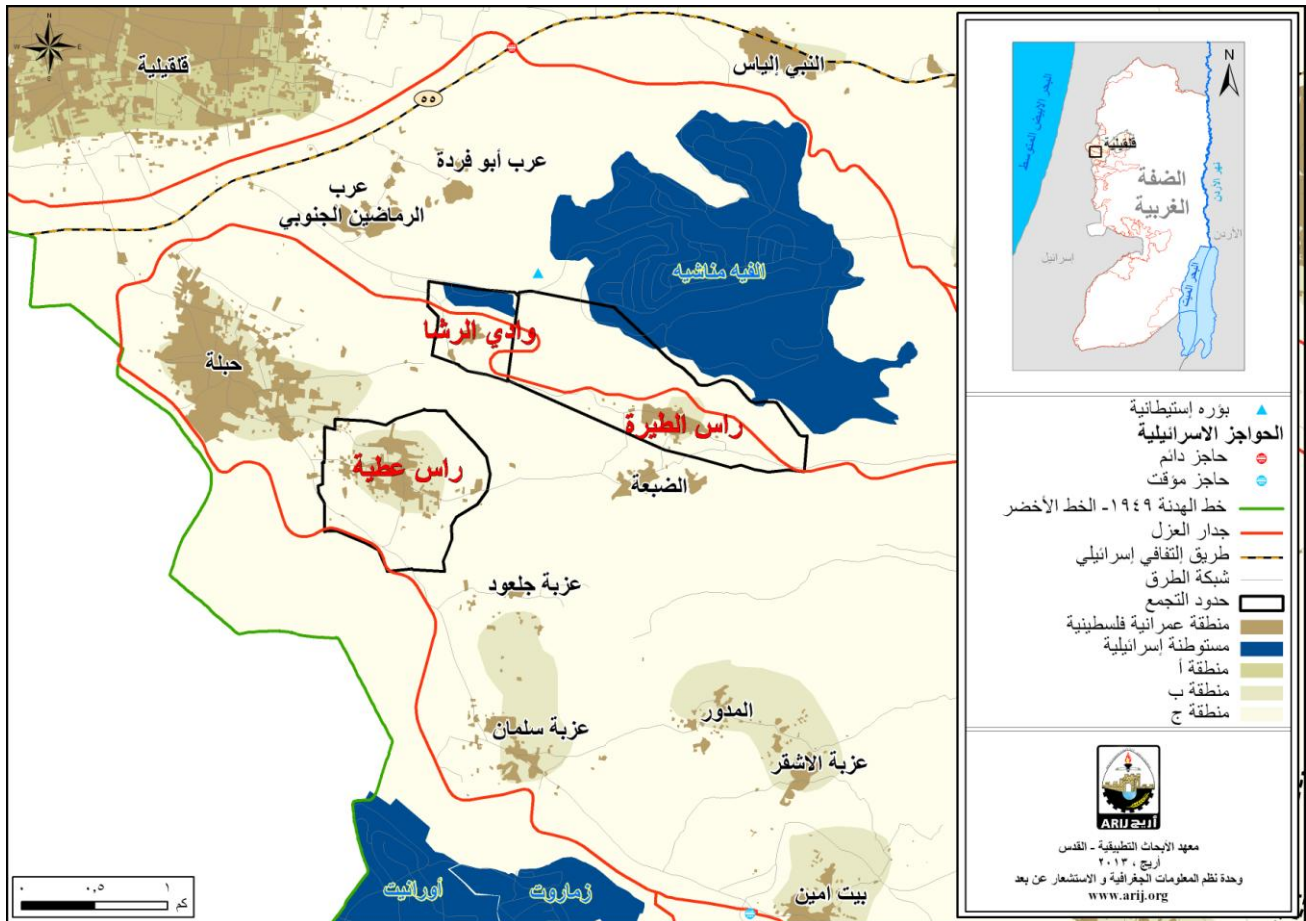 N
W
E
S
قلقيلية
النبي إلياس
٥٥
عرب أبو فردة
عرب
الرماضين الجنوبي
الفيه مناشيه
وادي الرشا
حبلة
راس الطيرة
راس عطية
الضبعة
عزبة جلعود
المدور
عزبة سلمان
عزبة الاشقر
أورانيت
زماروت
بيت امين
٠ ٠,٥ ١
كم
N
البحر الابيض المتوسط
قلقيلية
نهر الاردن
الضفة
الغربية
الأردن
إسرائيل
البحر الميت
بؤره إستيطانية
الحواجز الاسرائيلية
حاجز دائم
حاجز مؤقت
خط الهدنة ١٩٤٩- الخط الأخضر
جدار العزل
طريق إلتفافي إسرائيلي
شبكة الطرق
حدود التجمع
منطقة عمرانية فلسطينية
مستوطنة إسرائيلية
منطقة أ
منطقة ب
منطقة ج
أريج ARIJ
معهد الأبحاث التطبيقية - القدس
أريج ، ٢٠١٣
وحدة نظم المعلومات الجغرافية و الاستشعار عن بعد
www.arij.org